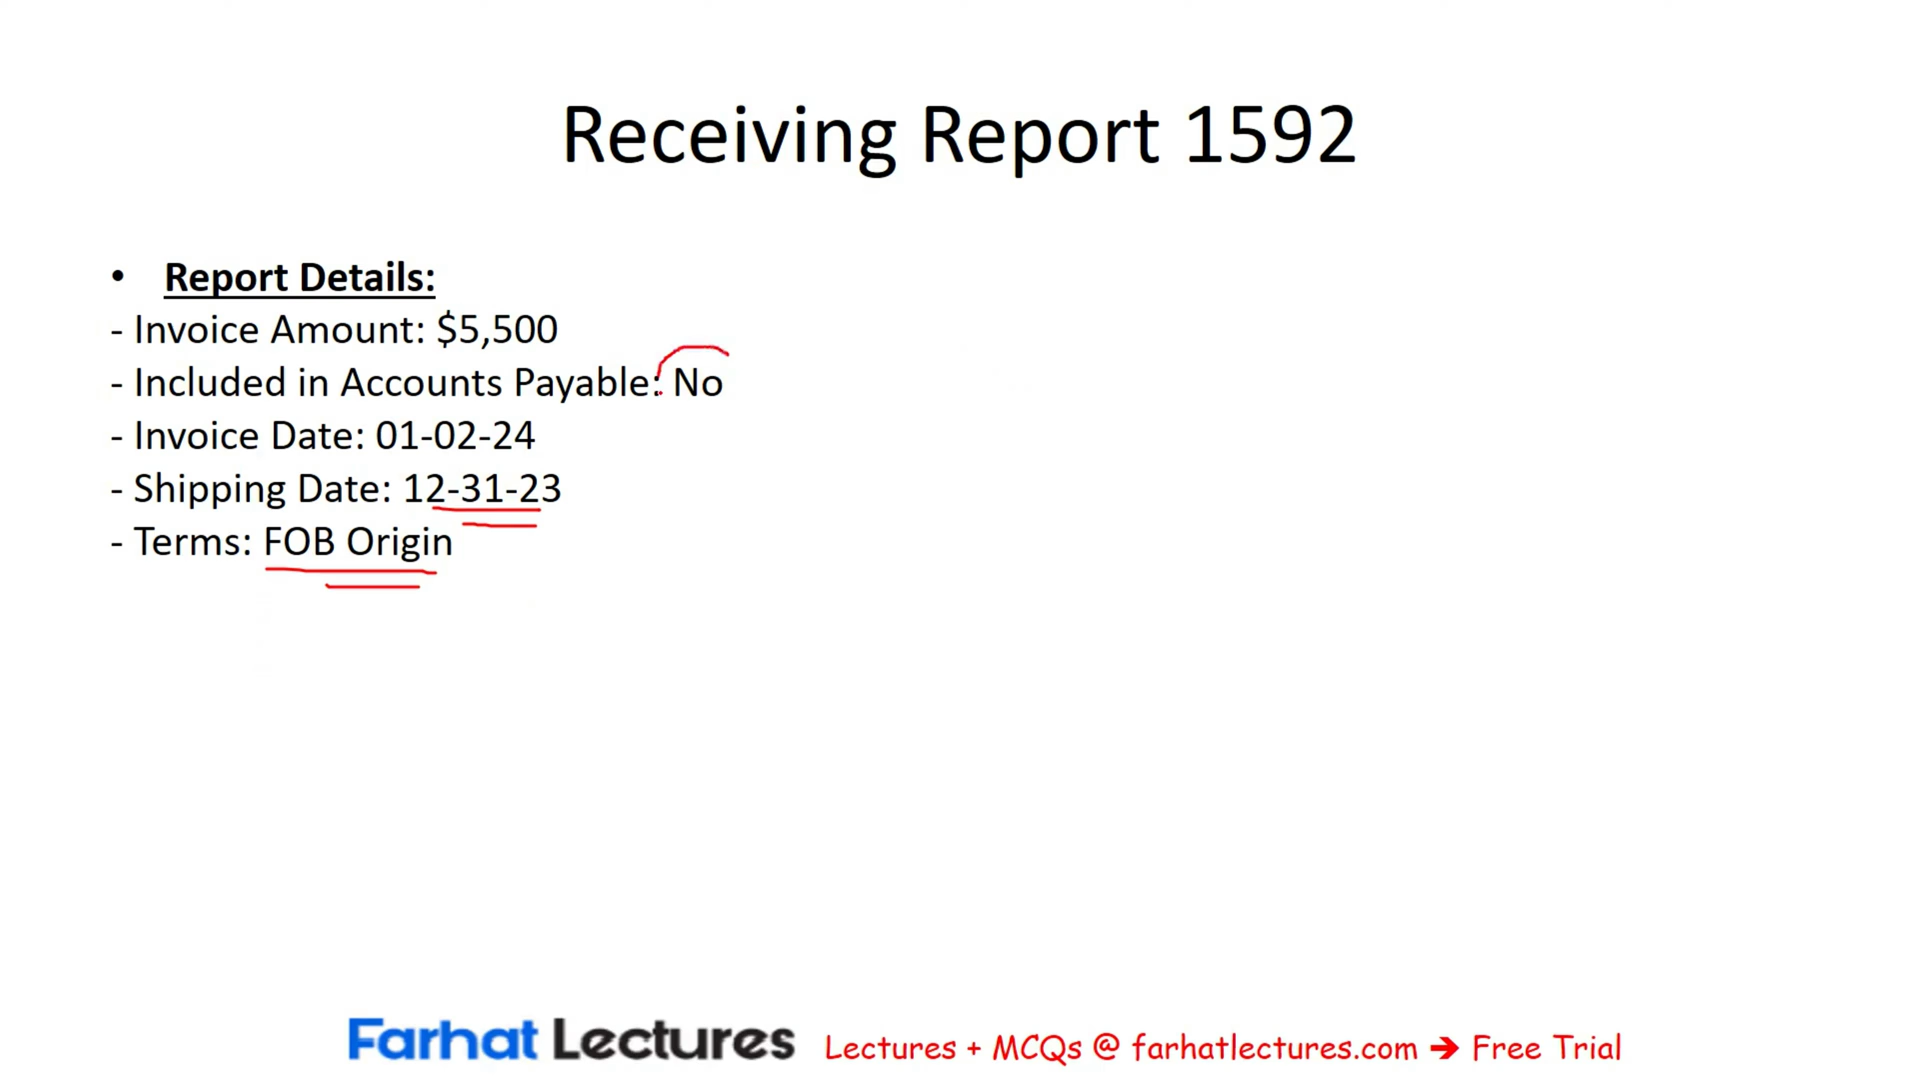 Receiving Report 1592
• Report Details:
- Invoice Amount: $5,500
- Included in Accounts Payable: No
- Invoice Date: 01-02-24
- Shipping Date: 12-31-23
- Terms: FOB Origin
Farhat Lectures Lectures + MCQs @ farhatlectures.com → Free Trial